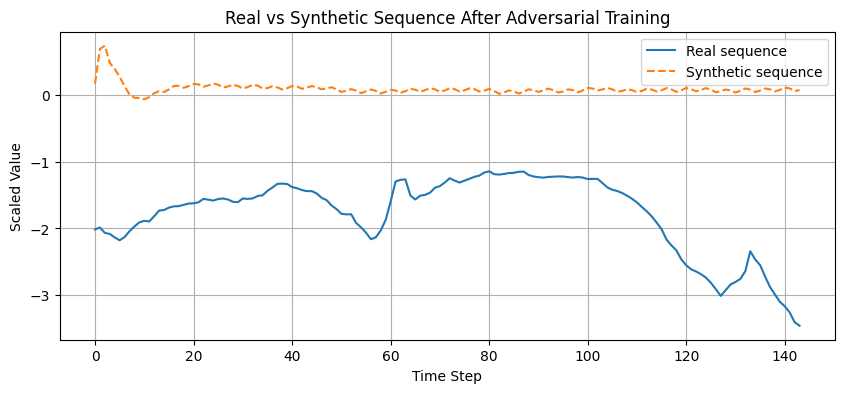 Real vs Synthetic Sequence After Adversarial Training
Real sequence
Synthetic sequence
Scaled Value
0
−1
−2
−3
0 20 40 60 80 100 120 140
Time Step